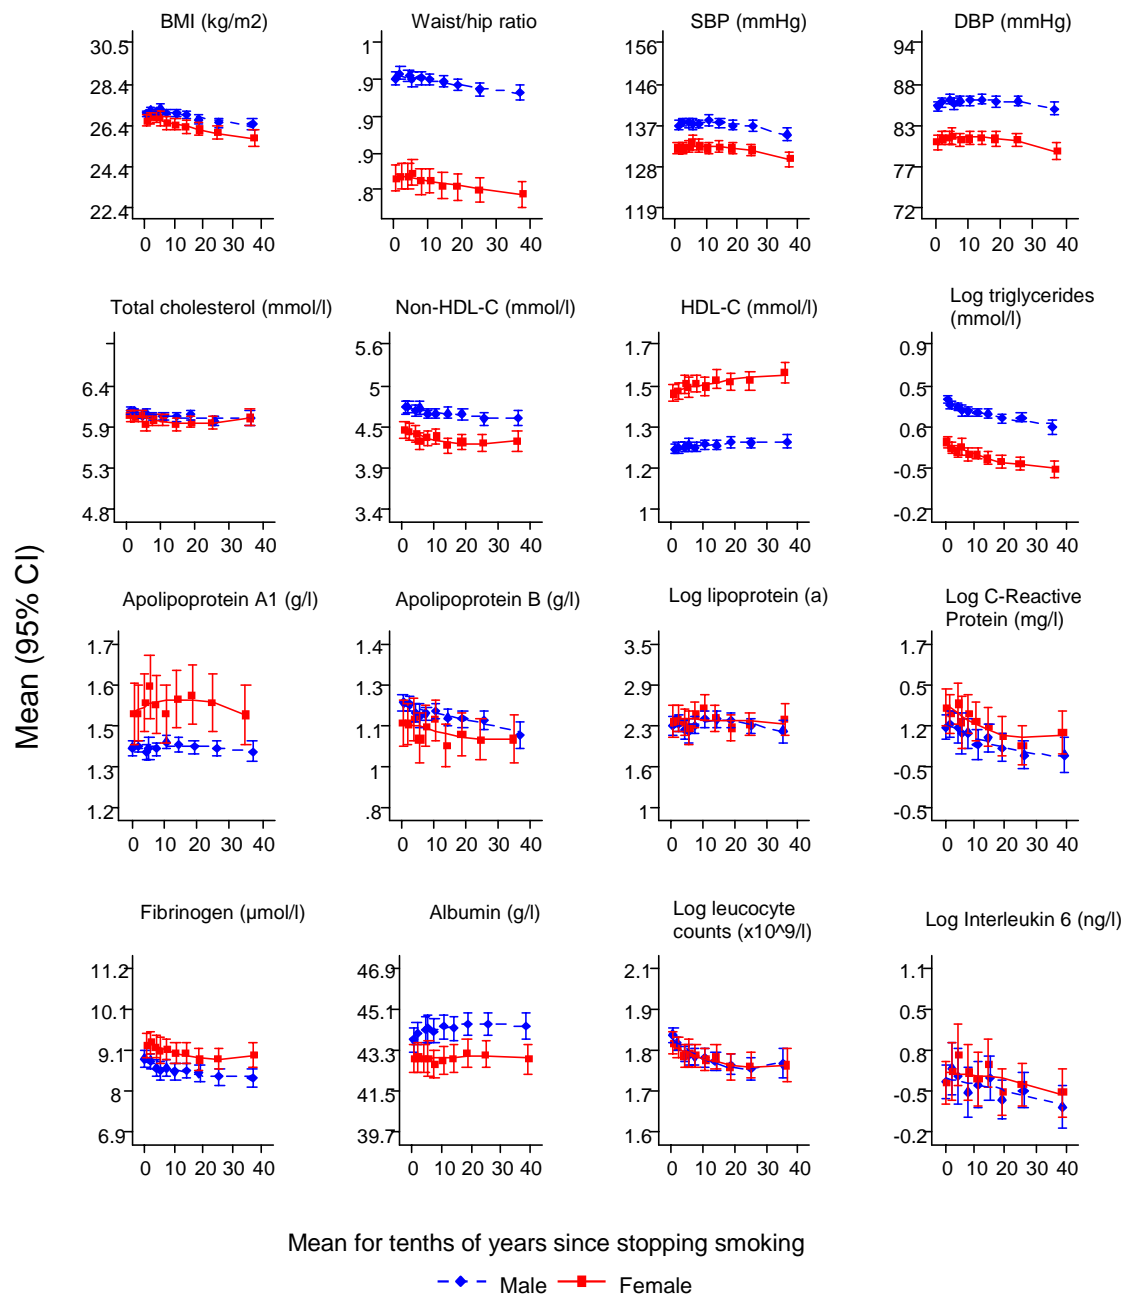 BMI (kg/m2) Waist/hip ratio SBP (mmHg) DBP (mmHg)
30.5 1 156 94
28.4 .9 146 88
26.4 .9 137 83
24.4 .9 128 77
22.4 .8 119 72
0 10 20 30 40 0 10 20 30 40 0 10 20 30 40 0 10 20 30 40
Total cholesterol (mmol/l) Non-HDL-C (mmol/l) HDL-C (mmol/l) Log triglycerides
(mmol/l)
5.6 1.7 0.9
6.4 5 1.5 0.5
5.9 4.5 1.3 0.6
5.3 3.9 1.2 -0.5
4.8 3.4 1 -0.2
0 10 20 30 40 0 10 20 30 40 0 10 20 30 40 0 10 20 30 40
Mean (95% CI)
Apolipoprotein A1 (g/l) Apolipoprotein B (g/l) Log lipoprotein (a) Log C-Reactive
Protein (mg/l)
1.7 1.4 3.5 1.7
1.6 1.3 2.9 0.5
1.5 1.1 2.3 1.2
1.3 1 1.6 -0.5
1.2 .8 1 -0.5
0 10 20 30 40 0 10 20 30 40 0 10 20 30 40 0 10 20 30 40
Fibrinogen (µmol/l) Albumin (g/l) Log leucocyte
counts (x10^9/l) Log Interleukin 6 (ng/l)
11.2 46.9 2.1 1.1
10.1 45.1 1.9 0.5
9.1 43.3 1.8 0.8
8 41.5 1.7 -0.5
6.9 39.7 1.6 -0.2
0 10 20 30 40 0 10 20 30 40 0 10 20 30 40 0 10 20 30 40
Mean for tenths of years since stopping smoking
Male Female